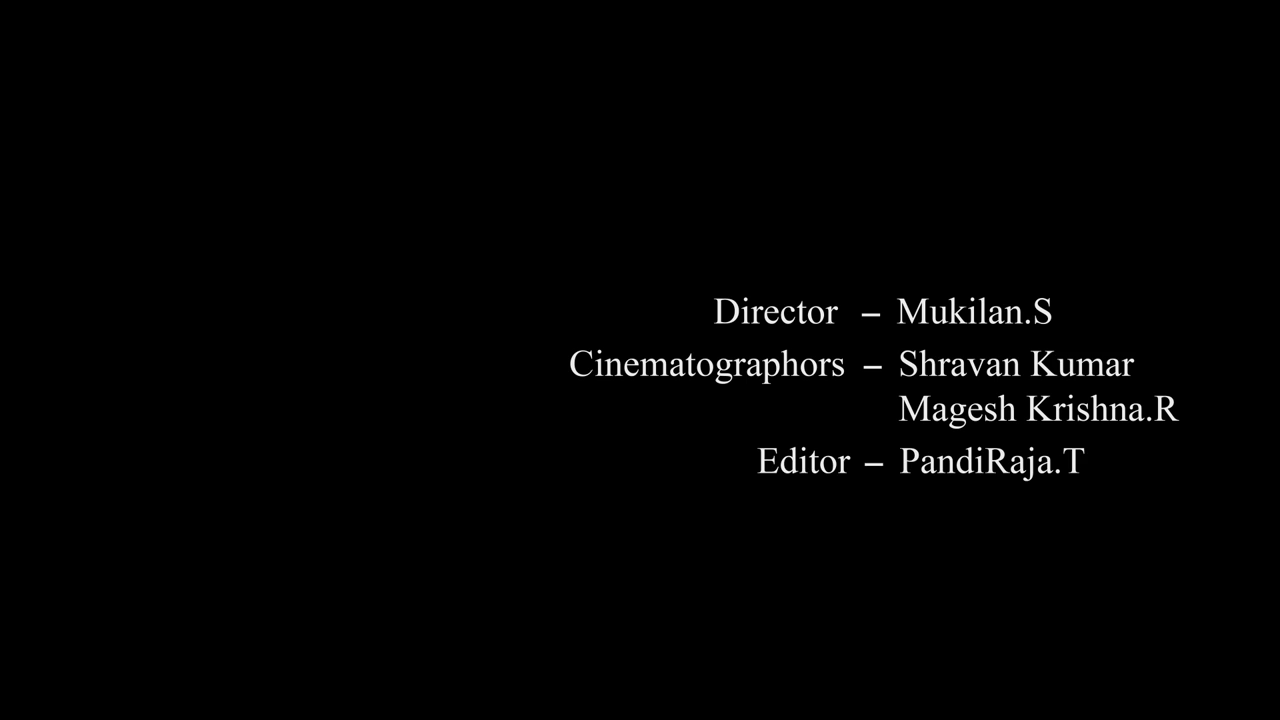 Director – Mukilan.S
Cinematographors – Shravan Kumar
Magesh Krishna.R
Editor – PandiRaja.T